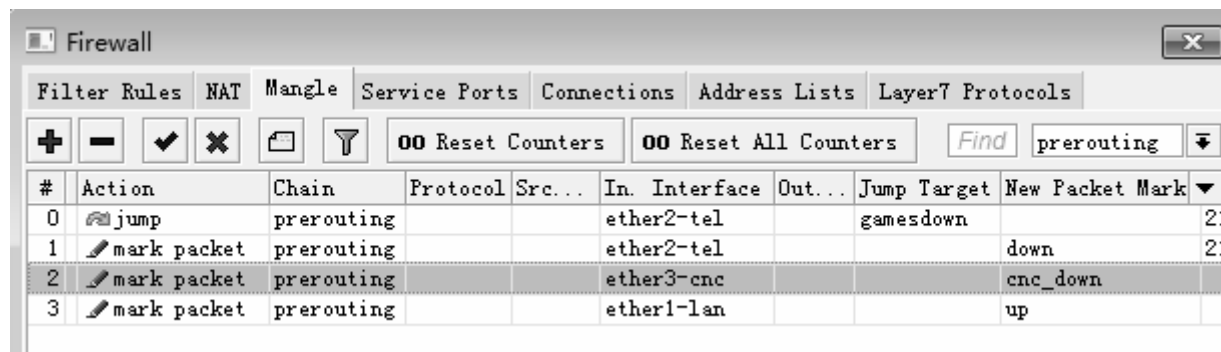 Firewall
Filter Rules NAT Mangle Service Ports Connections Address Lists Layer7 Protocols
00 Reset Counters 00 Reset All Counters Find prerouting
# Action Chain Protocol Src... In. Interface Out... Jump Target New Packet Mark
0 jump prerouting ether2-tel gamesdown
1 mark packet prerouting ether2-tel down
2 mark packet prerouting ether3-cnc cnc_down
3 mark packet prerouting ether1-lan up